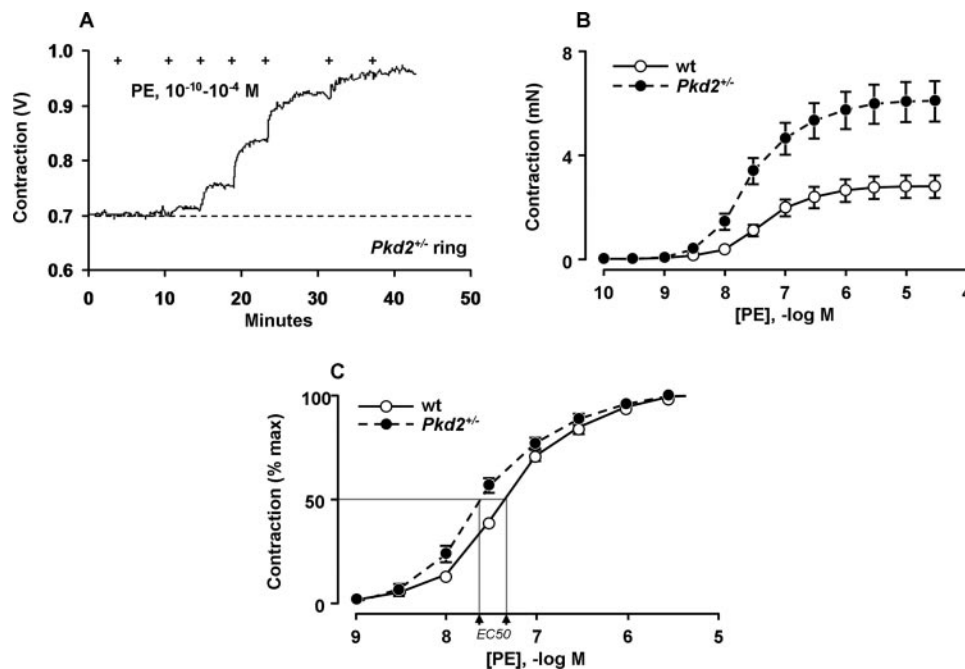 A
1.0
0.9
0.8
0.7
0.6
Contraction (V)
+ + + + + + +
PE, 10⁻¹⁰-10⁻⁴ M
Pkd2⁺/⁻ ring
0 10 20 30 40 50
Minutes
B
wt
Pkd2⁺/⁻
8
4
0
Contraction (mN)
10 9 8 7 6 5 4
[PE], -log M
C
wt
Pkd2⁺/⁻
100
50
0
Contraction (% max)
EC50
9 8 7 6 5
[PE], -log M